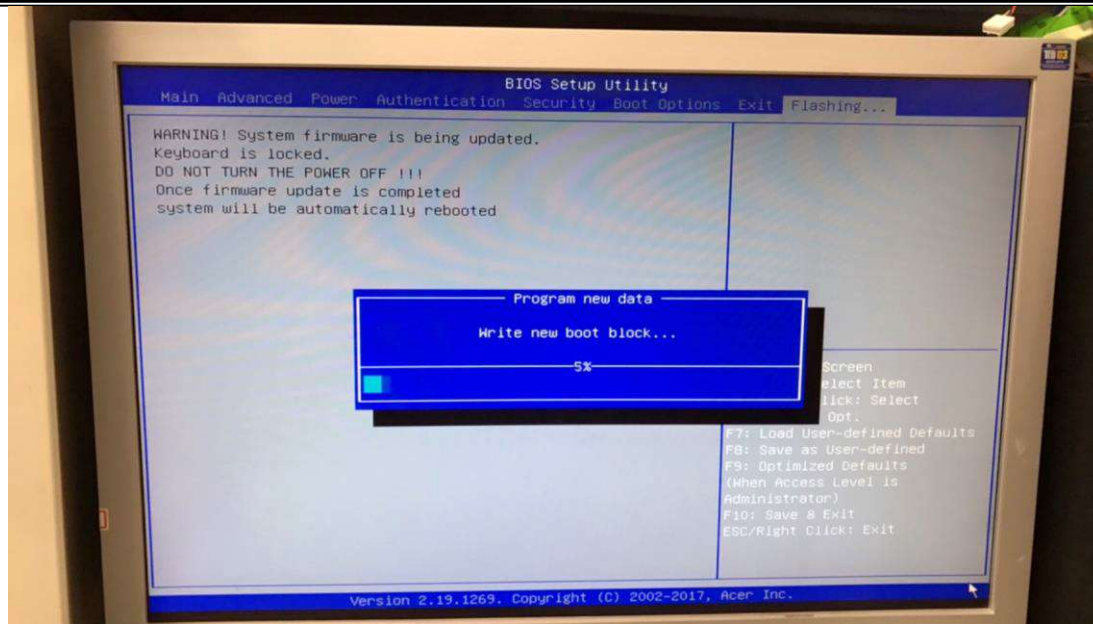 BIOS Setup Utility
Main Advanced Power Authentication Security Boot Options Exit Flashing...
WARNING! System firmware is being updated.
Keyboard is locked.
DO NOT TURN THE POWER OFF !!!
Once firmware update is completed
system will be automatically rebooted
Program new data
Write new boot block...
5%
Screen
elect Item
lick: Select
Opt.
F7: Load User-defined Defaults
F8: Save as User-defined
F9: Optimized Defaults
(When Access Level is
Administrator)
F10: Save & Exit
ESC/Right Click: Exit
Version 2.19.1269. Copyright (C) 2002-2017, Acer Inc.